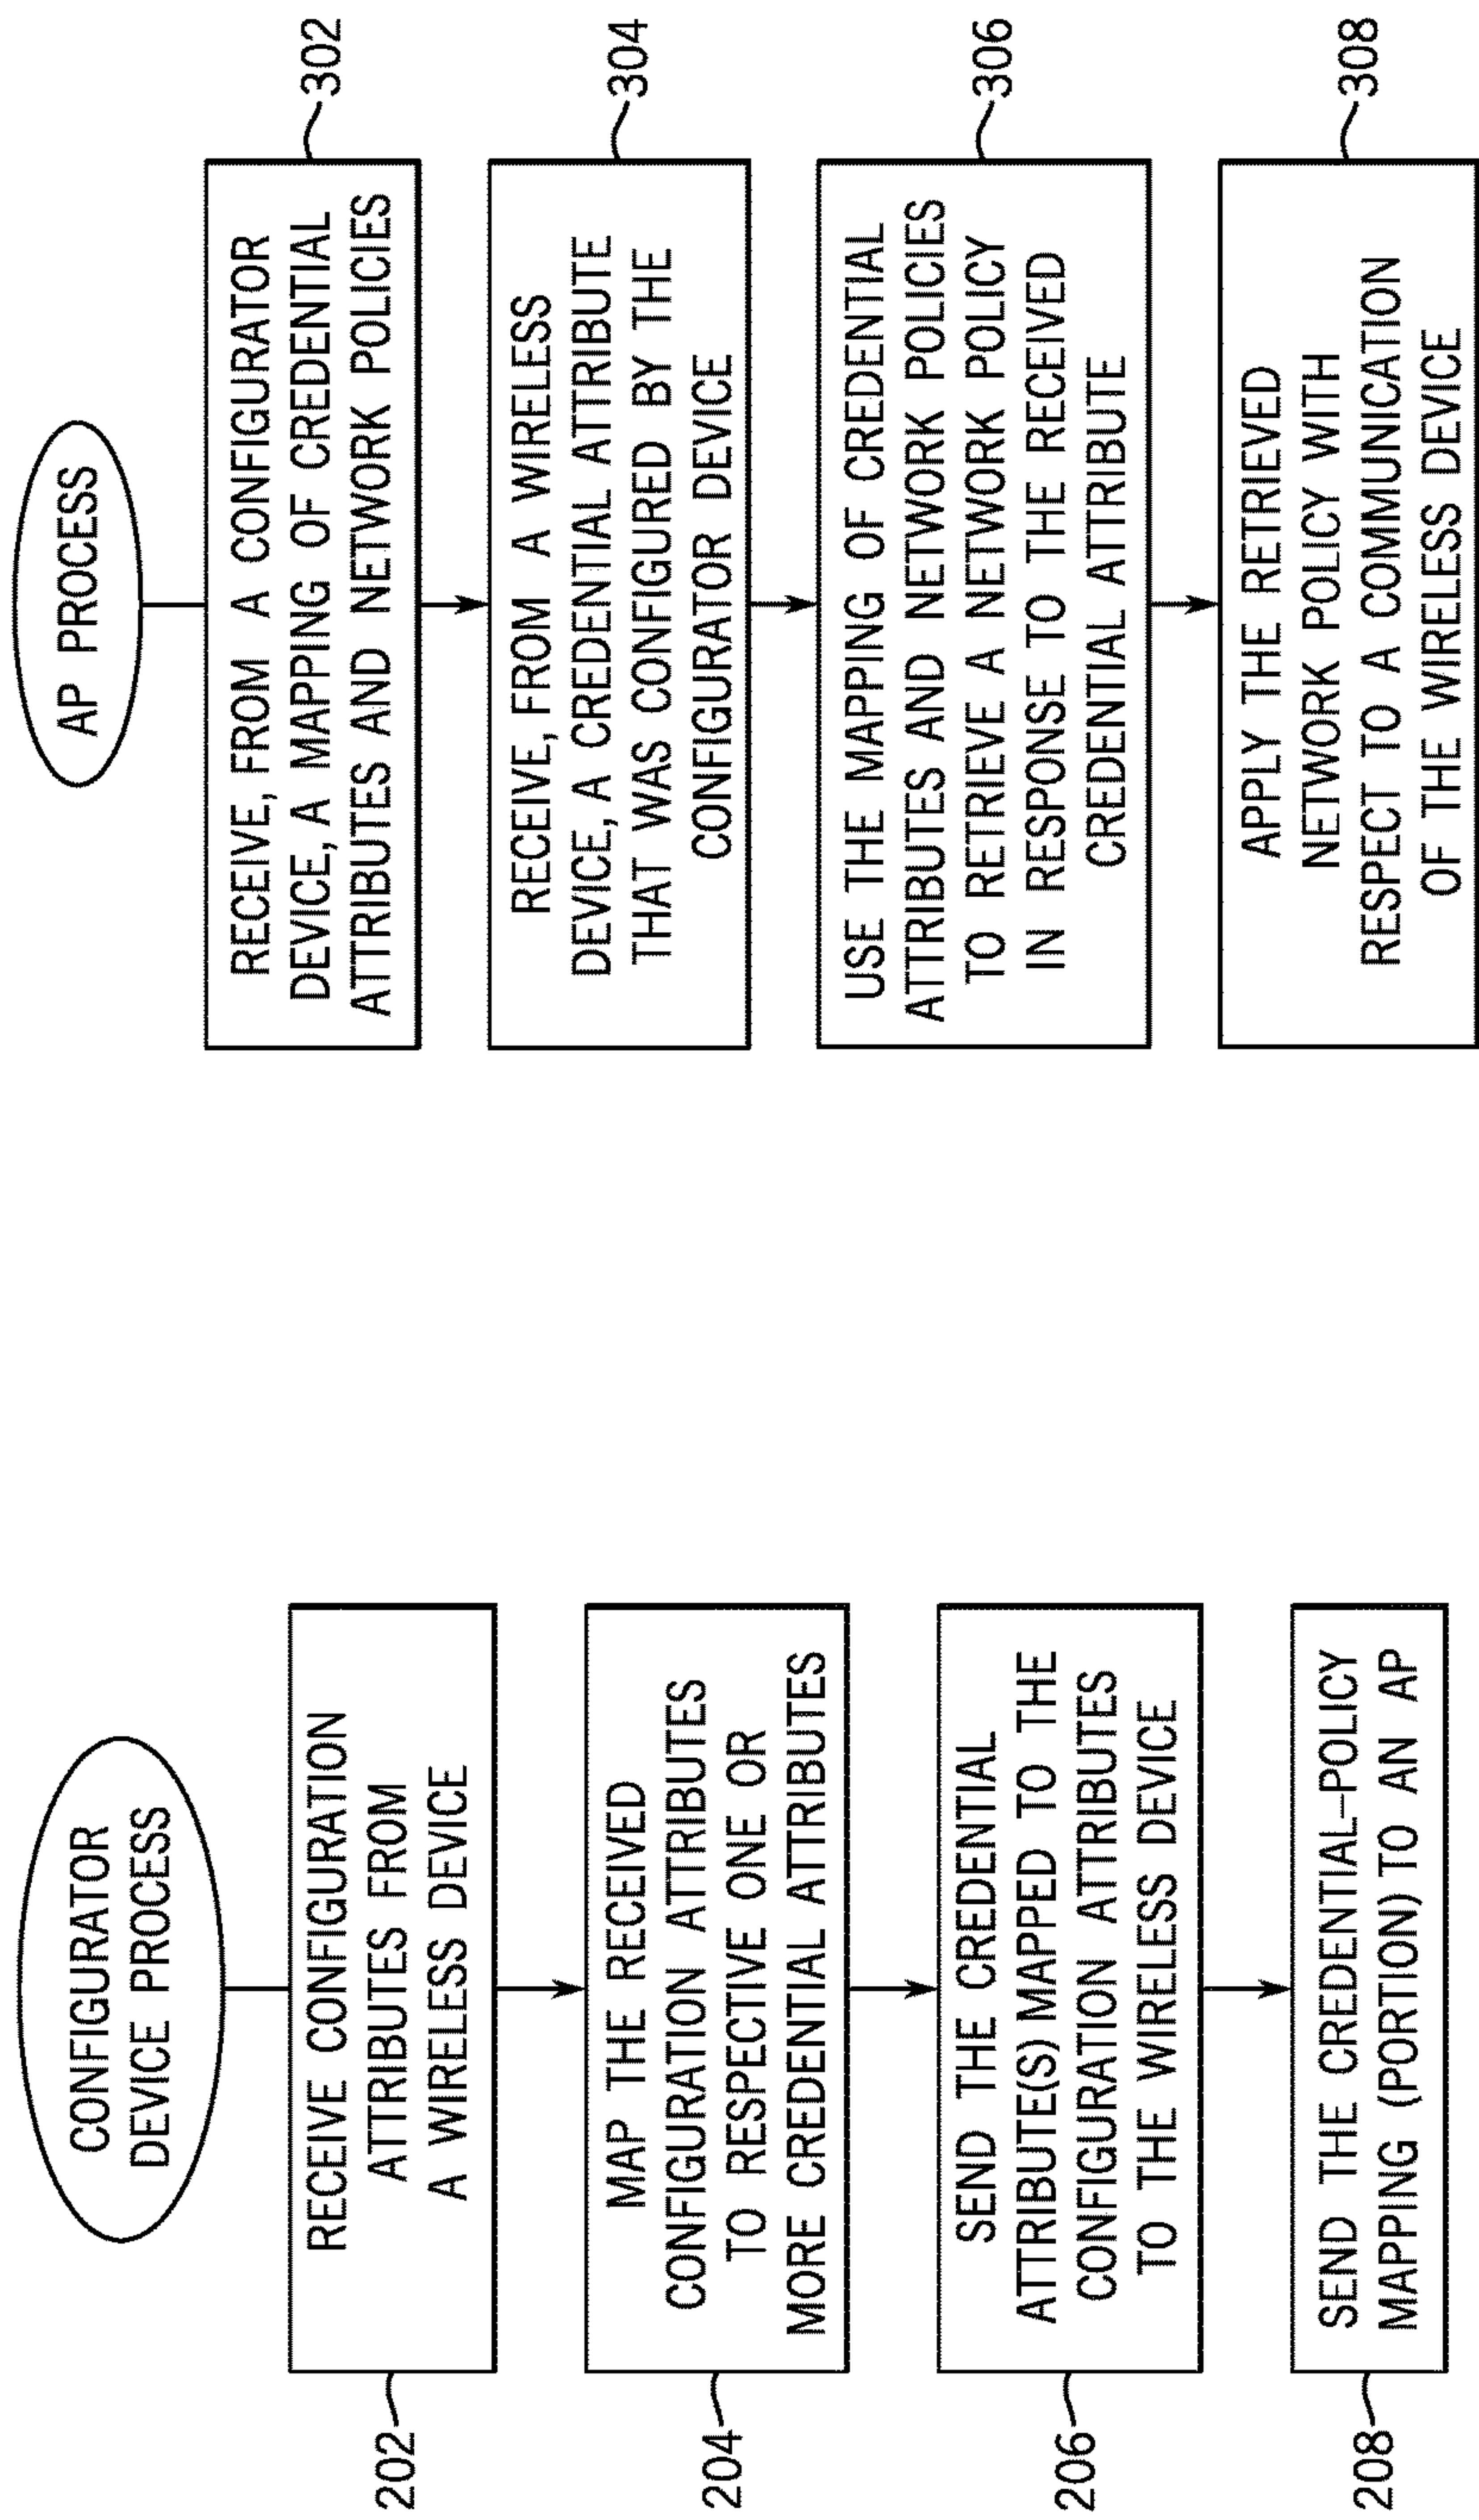 CONFIGURATOR
DEVICE PROCESS
RECEIVE CONFIGURATION
ATTRIBUTES FROM
A WIRELESS DEVICE
202
MAP THE RECEIVED
CONFIGURATION ATTRIBUTES
TO RESPECTIVE ONE OR
MORE CREDENTIAL ATTRIBUTES
204
SEND THE CREDENTIAL
ATTRIBUTE(S) MAPPED TO THE
CONFIGURATION ATTRIBUTES
TO THE WIRELESS DEVICE
206
SEND THE CREDENTIAL-POLICY
MAPPING (PORTION) TO AN AP
208
AP PROCESS
RECEIVE, FROM A CONFIGURATOR
DEVICE, A MAPPING OF CREDENTIAL
ATTRIBUTES AND NETWORK POLICIES
302
RECEIVE, FROM A WIRELESS
DEVICE, A CREDENTIAL ATTRIBUTE
THAT WAS CONFIGURED BY THE
CONFIGURATOR DEVICE
304
USE THE MAPPING OF CREDENTIAL
ATTRIBUTES AND NETWORK POLICIES
TO RETRIEVE A NETWORK POLICY
IN RESPONSE TO THE RECEIVED
CREDENTIAL ATTRIBUTE
306
APPLY THE RETRIEVED
NETWORK POLICY WITH
RESPECT TO A COMMUNICATION
OF THE WIRELESS DEVICE
308